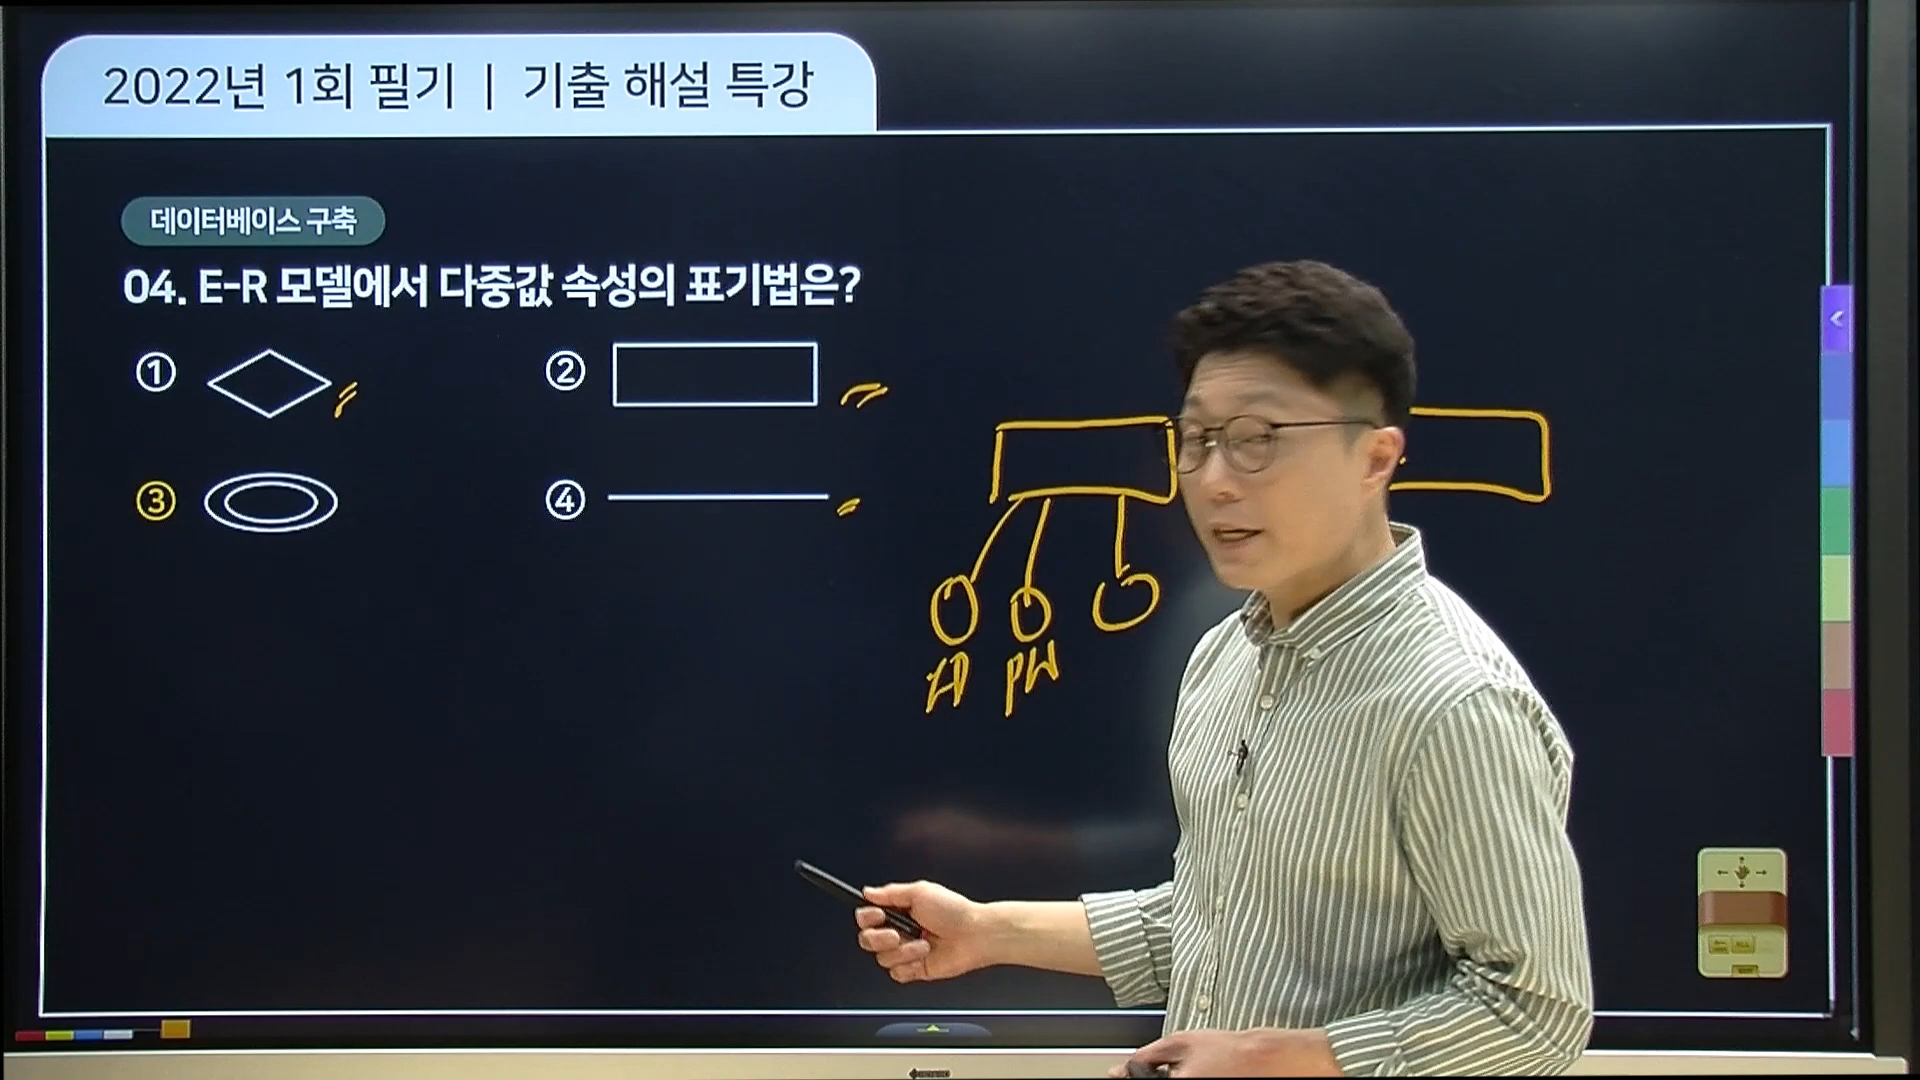 2022년 1회 필기 | 기출 해설 특강
데이터베이스 구축
04. E-R 모델에서 다중값 속성의 표기법은?
①
②
③
④
ID PW